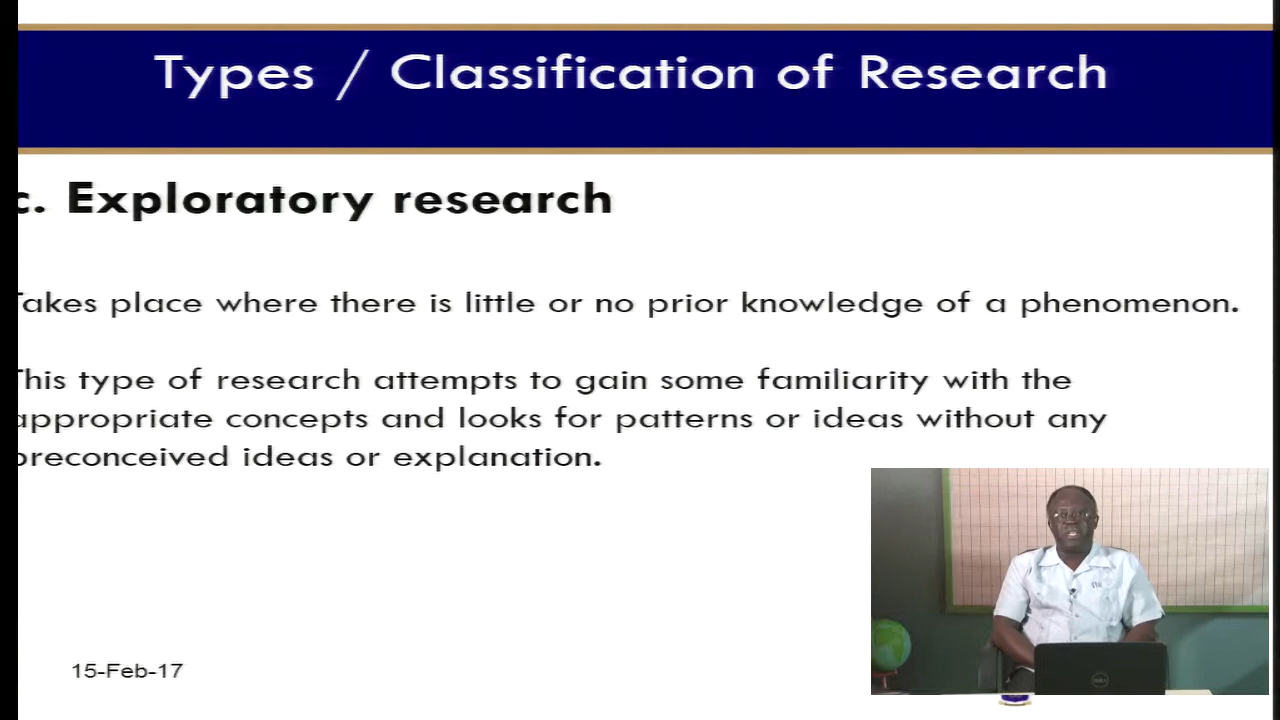 Types / Classification of Research
c. Exploratory research
Takes place where there is little or no prior knowledge of a phenomenon.
This type of research attempts to gain some familiarity with the
appropriate concepts and looks for patterns or ideas without any
preconceived ideas or explanation.
DELL
15-Feb-17